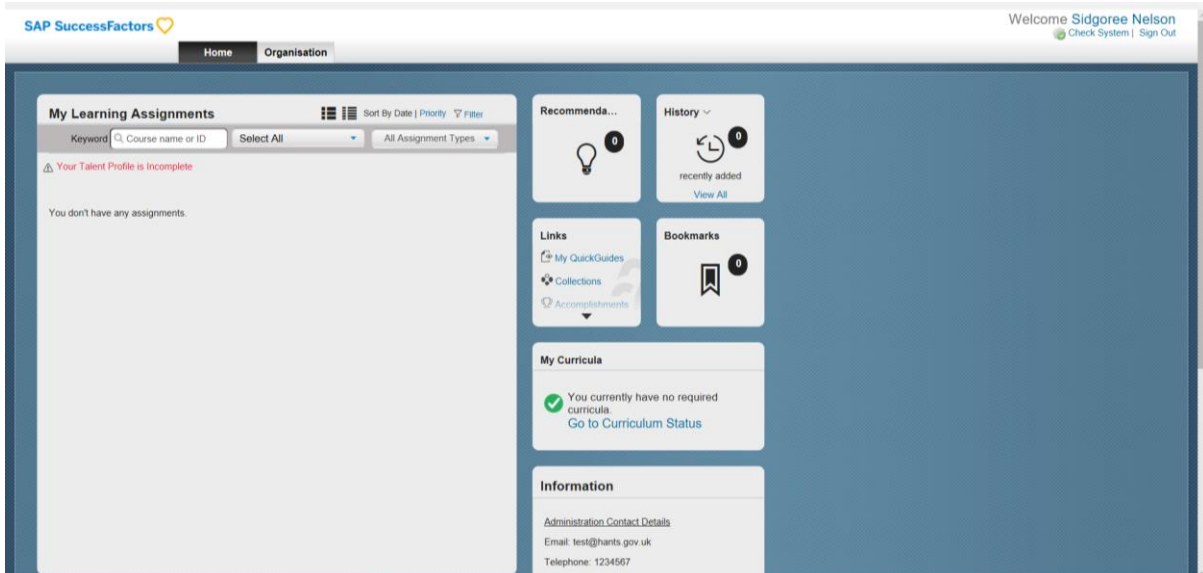 SAP SuccessFactors
Welcome Sidgoree Nelson
Check System | Sign Out
Home Organisation
My Learning Assignments
Sort By Date | Priority Filter
Keyword Course name or ID Select All All Assignment Types
Your Talent Profile is Incomplete
You don't have any assignments.
Recommenda...
0
History
0
recently added
View All
Links
My QuickGuides
Collections
Accomplishments
Bookmarks
0
My Curricula
You currently have no required
curricula.
Go to Curriculum Status
Information
Administration Contact Details
Email: test@hants.gov.uk
Telephone: 1234567